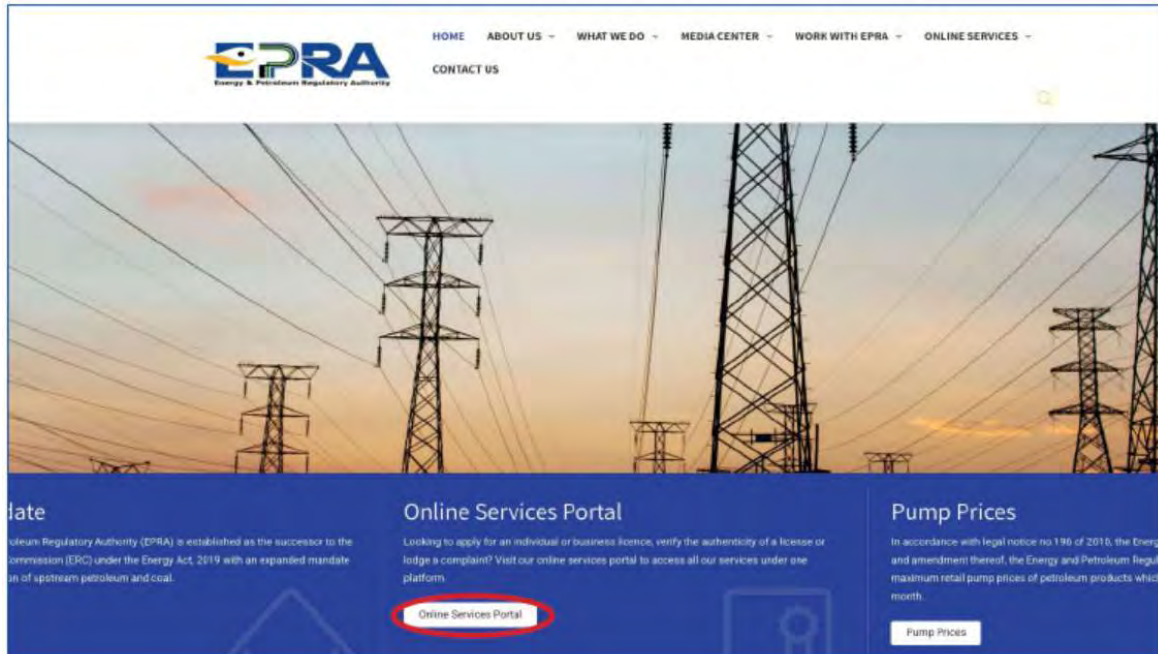 EPRA
Energy & Petroleum Regulatory Authority
HOME ABOUT US WHAT WE DO MEDIA CENTER WORK WITH EPRA ONLINE SERVICES
CONTACT US
date
roleum Regulatory Authority (EPRA) is established as the successor to the
ommission (ERC) under the Energy Act, 2019 with an expanded mandate
on of upstream petroleum and coal.
Online Services Portal
Looking to apply for an individual or business licence, verify the authenticity of a license or
lodge a complaint? Visit our online services portal to access all our services under one
platform
Online Services Portal
Pump Prices
In accordance with legal notice no 196 of 2010, the Energ
and amendment thereof, the Energy and Petroleum Regul
maximum retail pump prices of petroleum products whic
month.
Pump Prices